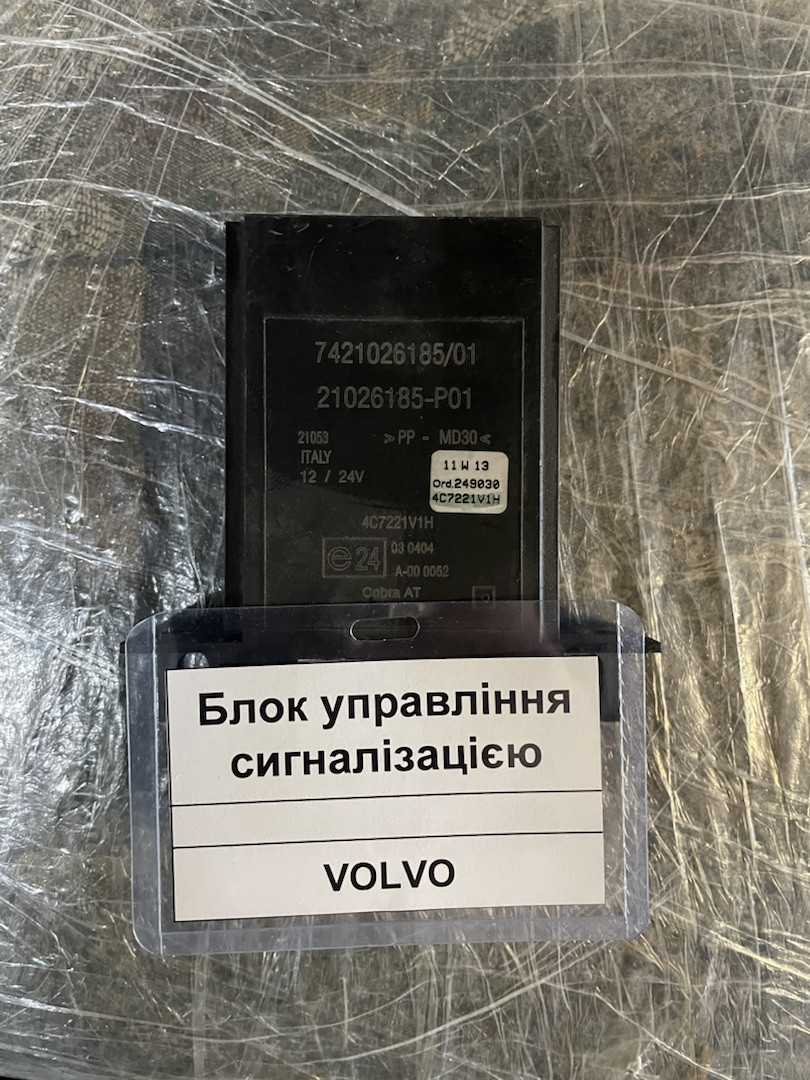 7421026185/01
21026185-P01
21053
>PP - MD30<
ITALY
12 / 24V
11 W 13
Ord.249030
4C7221V1H
4C7221V1H
e24
03 0404
A-00 0052
Cobra AT
Блок управління
сигналізацією
VOLVO